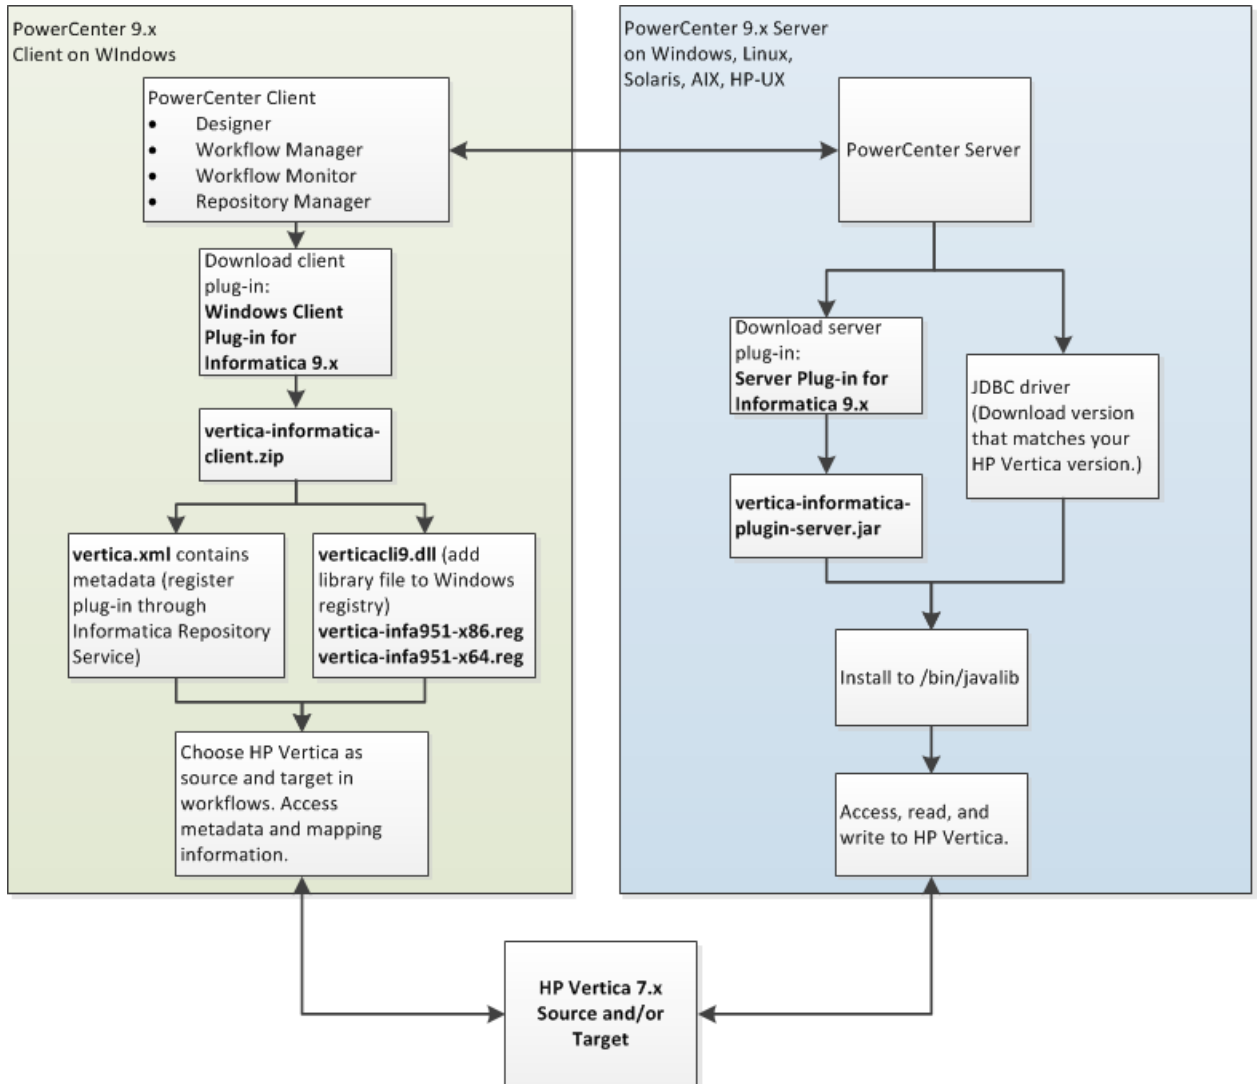 PowerCenter 9.x
Client on WIndows
PowerCenter Client
• Designer
• Workflow Manager
• Workflow Monitor
• Repository Manager
Download client
plug-in:
Windows Client
Plug-in for
Informatica 9.x
vertica-informatica-
client.zip
vertica.xml contains
metadata (register
plug-in through
Informatica Repository
Service)
verticacli9.dll (add
library file to Windows
registry)
vertica-infa951-x86.reg
vertica-infa951-x64.reg
Choose HP Vertica as
source and target in
workflows. Access
metadata and mapping
information.
PowerCenter 9.x Server
on Windows, Linux,
Solaris, AIX, HP-UX
PowerCenter Server
Download server
plug-in:
Server Plug-in for
Informatica 9.x
JDBC driver
(Download version
that matches your
HP Vertica version.)
vertica-informatica-
plugin-server.jar
Install to /bin/javalib
Access, read, and
write to HP Vertica.
HP Vertica 7.x
Source and/or
Target